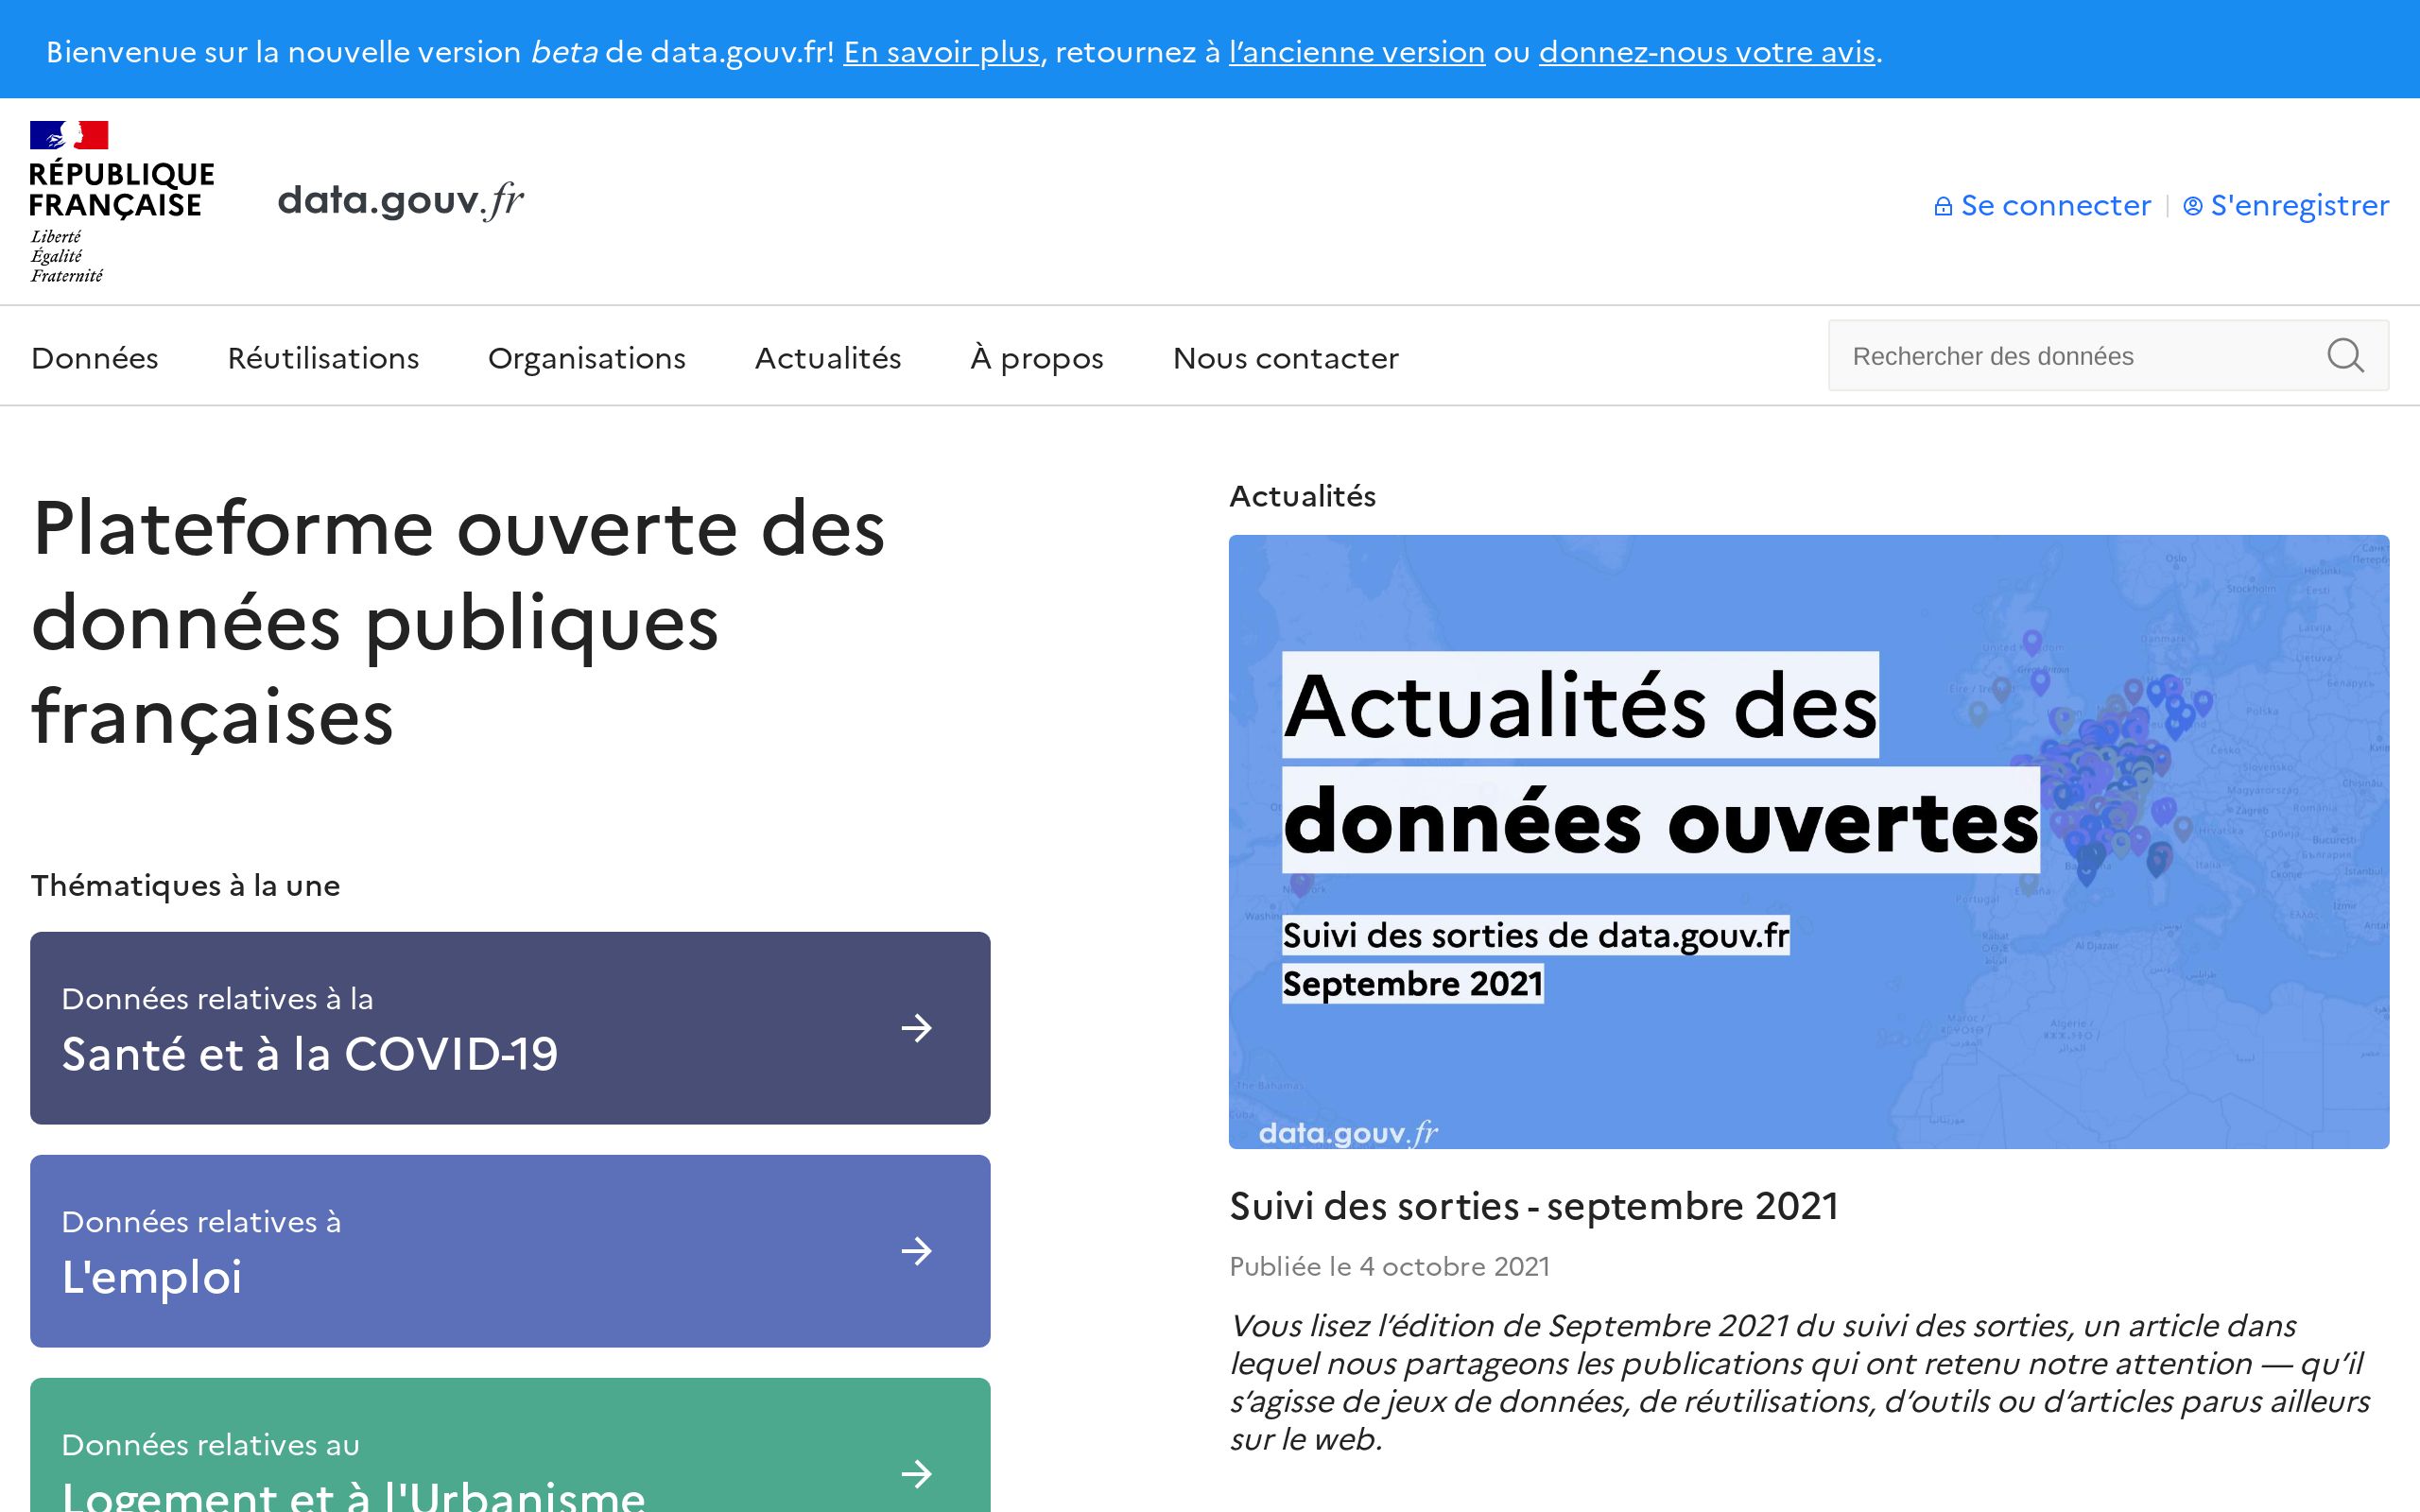 Bienvenue sur la nouvelle version beta de data.gouv.fr! En savoir plus, retournez à l’ancienne version ou donnez-nous votre avis.
RÉPUBLIQUE
FRANÇAISE
Liberté
Égalité
Fraternité
data.gouv.fr
Se connecter
S'enregistrer
Données
Réutilisations
Organisations
Actualités
À propos
Nous contacter
Rechercher des données
Plateforme ouverte des
données publiques
françaises
Thématiques à la une
Données relatives à la
Santé et à la COVID-19
Données relatives à
L'emploi
Données relatives au
Logement et à l'Urbanisme
Actualités
Actualités des
données ouvertes
Suivi des sorties de data.gouv.fr
Septembre 2021
data.gouv.fr
Suivi des sorties - septembre 2021
Publiée le 4 octobre 2021
Vous lisez l’édition de Septembre 2021 du suivi des sorties, un article dans
lequel nous partageons les publications qui ont retenu notre attention — qu’il
s’agisse de jeux de données, de réutilisations, d’outils ou d’articles parus ailleurs
sur le web.